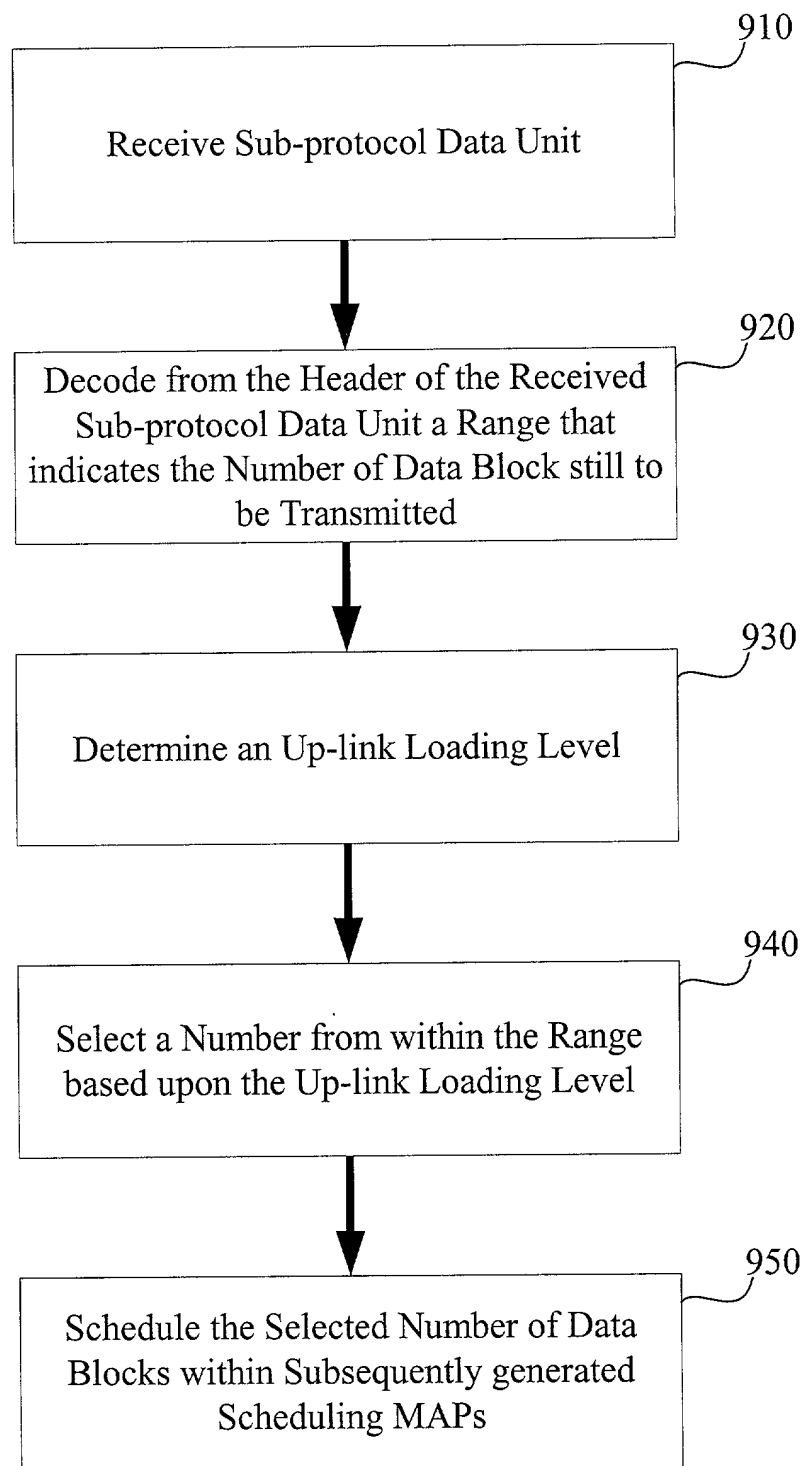 910
Receive Sub-protocol Data Unit
920
Decode from the Header of the Received
Sub-protocol Data Unit a Range that
indicates the Number of Data Block still to
be Transmitted
930
Determine an Up-link Loading Level
940
Select a Number from within the Range
based upon the Up-link Loading Level
950
Schedule the Selected Number of Data
Blocks within Subsequently generated
Scheduling MAPs